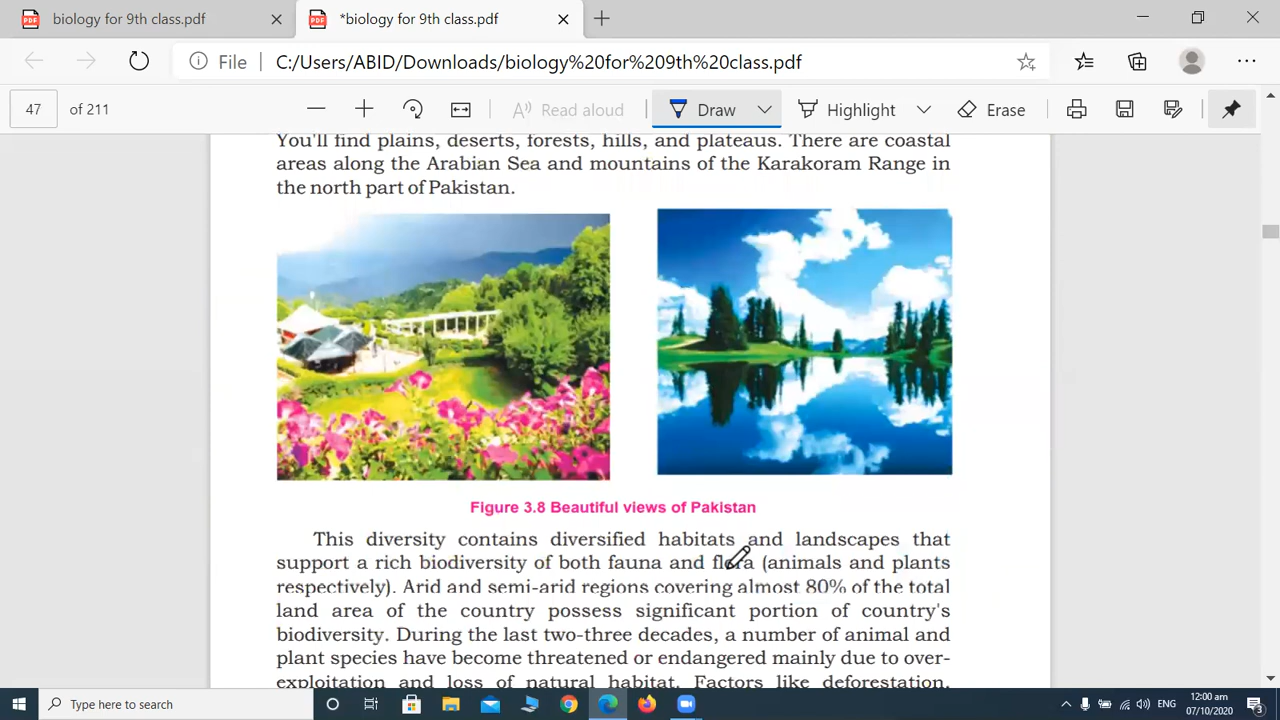 biology for 9th class.pdf
*biology for 9th class.pdf
File
C:/Users/ABID/Downloads/biology%20for%209th%20class.pdf
47 of 211
Read aloud
Draw
Highlight
Erase
You'll find plains, deserts, forests, hills, and plateaus. There are coastal
areas along the Arabian Sea and mountains of the Karakoram Range in
the north part of Pakistan.
Figure 3.8 Beautiful views of Pakistan
This diversity contains diversified habitats and landscapes that
support a rich biodiversity of both fauna and flora (animals and plants
respectively). Arid and semi-arid regions covering almost 80% of the total
land area of the country possess significant portion of country's
biodiversity. During the last two-three decades, a number of animal and
plant species have become threatened or endangered mainly due to over-
exploitation and loss of natural habitat. Factors like deforestation,
Type here to search
ENG
12:00 am
07/10/2020
3